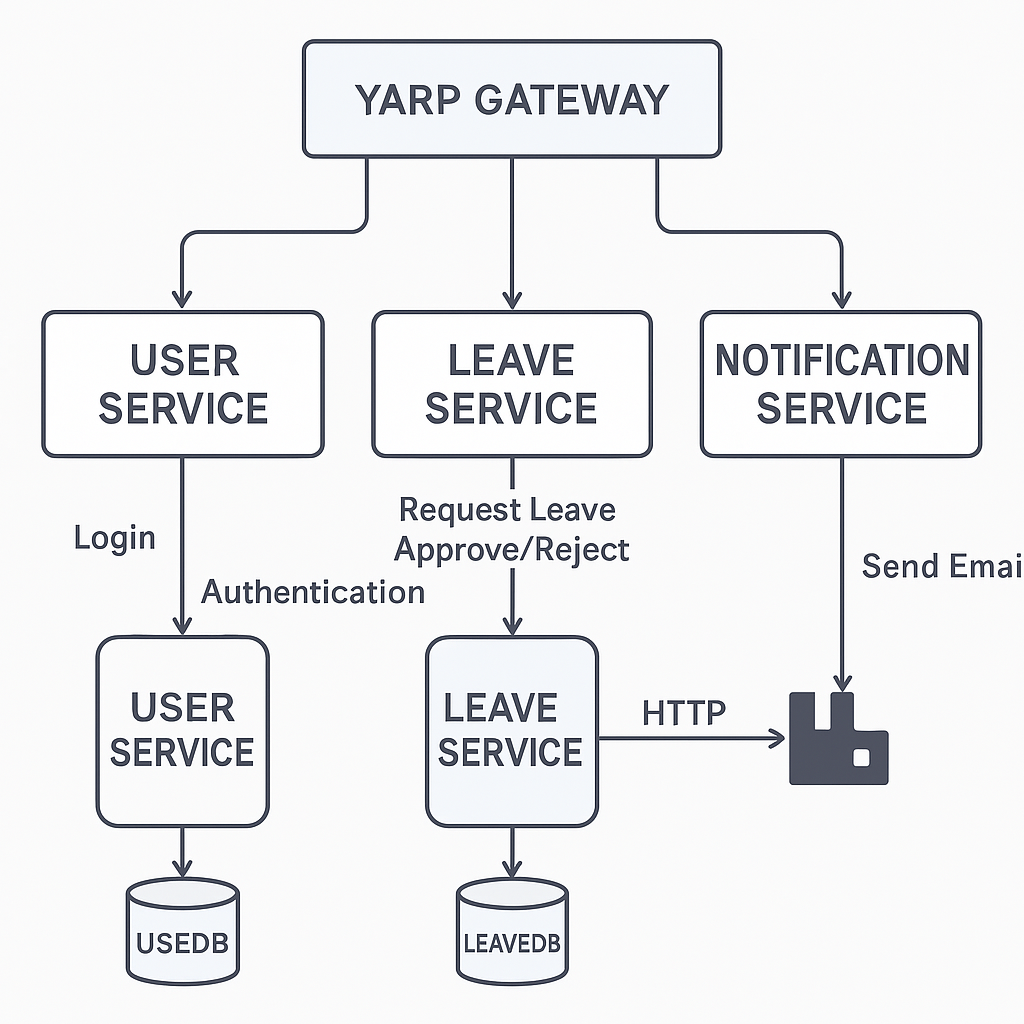 YARP GATEWAY
USER
SERVICE
LEAVE
SERVICE
NOTIFICATION
SERVICE
Login
Authentication
Request Leave
Approve/Reject
Send Emai
USER
SERVICE
LEAVE
SERVICE
HTTP
USEDB
LEAVEDB